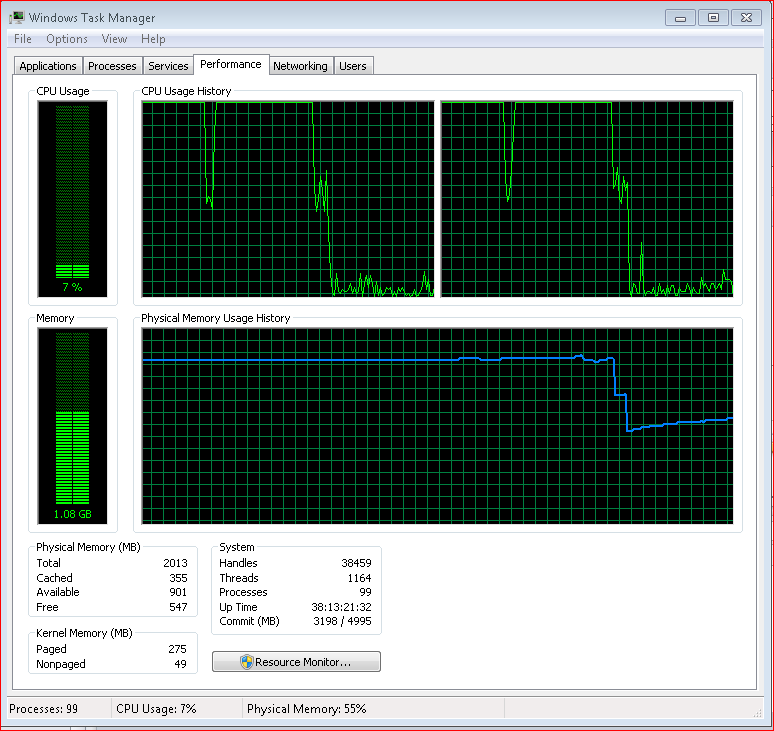 Windows Task Manager
File Options View Help
Applications Processes Services Performance Networking Users
CPU Usage
7 %
CPU Usage History
Memory
1.08 GB
Physical Memory Usage History
Physical Memory (MB)
Total 2013
Cached 355
Available 901
Free 547
Kernel Memory (MB)
Paged 275
Nonpaged 49
System
Handles 38459
Threads 1164
Processes 99
Up Time 38:13:21:32
Commit (MB) 3198 / 4995
Resource Monitor...
Processes: 99 CPU Usage: 7% Physical Memory: 55%